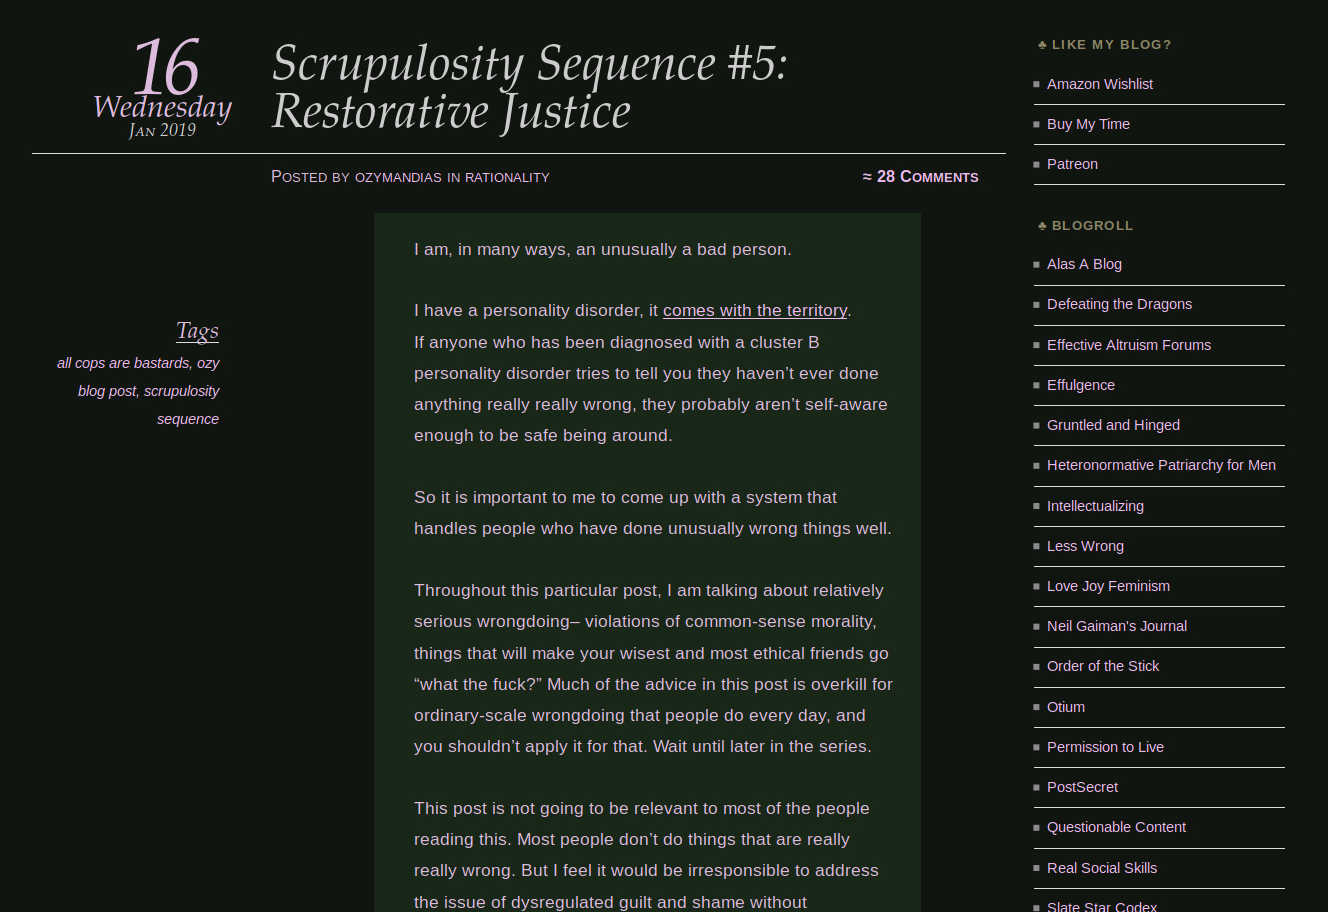 16
Wednesday
Jan 2019
Scrupulosity Sequence #5:
Restorative Justice
Posted by ozymandias in rationality
≈ 28 Comments
Tags
all cops are bastards, ozy
blog post, scrupulosity
sequence
I am, in many ways, an unusually a bad person.
I have a personality disorder, it comes with the territory.
If anyone who has been diagnosed with a cluster B
personality disorder tries to tell you they haven’t ever done
anything really really wrong, they probably aren’t self-aware
enough to be safe being around.
So it is important to me to come up with a system that
handles people who have done unusually wrong things well.
Throughout this particular post, I am talking about relatively
serious wrongdoing– violations of common-sense morality,
things that will make your wisest and most ethical friends go
“what the fuck?” Much of the advice in this post is overkill for
ordinary-scale wrongdoing that people do every day, and
you shouldn’t apply it for that. Wait until later in the series.
This post is not going to be relevant to most of the people
reading this. Most people don’t do things that are really
really wrong. But I feel it would be irresponsible to address
the issue of dysregulated guilt and shame without
♣ LIKE MY BLOG?
Amazon Wishlist
Buy My Time
Patreon
♣ BLOGROLL
Alas A Blog
Defeating the Dragons
Effective Altruism Forums
Effulgence
Gruntled and Hinged
Heteronormative Patriarchy for Men
Intellectualizing
Less Wrong
Love Joy Feminism
Neil Gaiman's Journal
Order of the Stick
Otium
Permission to Live
PostSecret
Questionable Content
Real Social Skills
Slate Star Codex